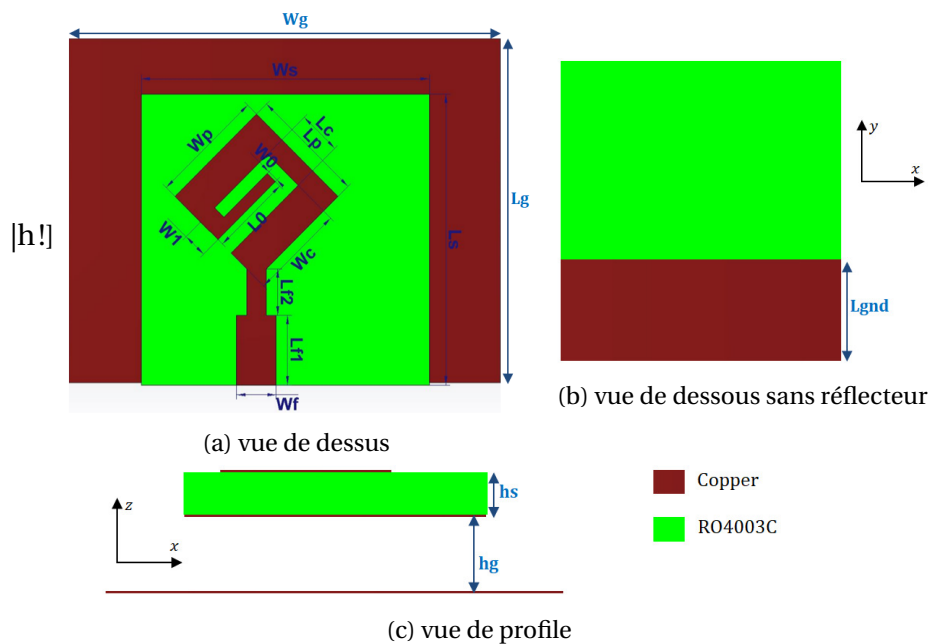 Wg
Ws
Wp
Lc
Lp
W0
L0
W1
Wc
Lf2
Lf1
Wf
Ls
Lg
|h!]
(a) vue de dessus
y
x
Lgnd
(b) vue de dessous sans réflecteur
z
x
hs
hg
Copper
RO4003C
(c) vue de profile